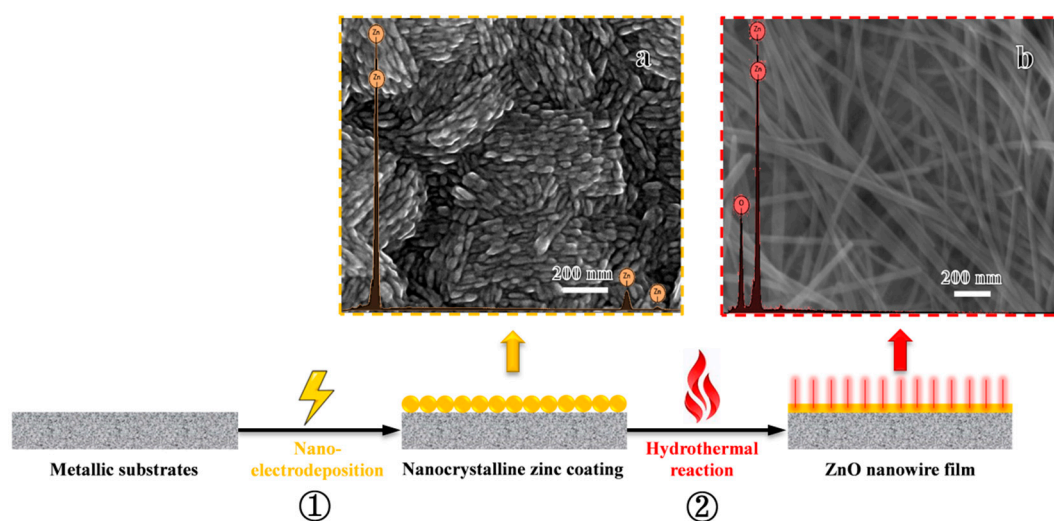 Zn
Zn
a
Zn
Zn
200 nm
Zn
Zn
b
O
200 nm
Nano-
electrodeposition
Hydrothermal
reaction
Metallic substrates
Nanocrystalline zinc coating
ZnO nanowire film
①
②